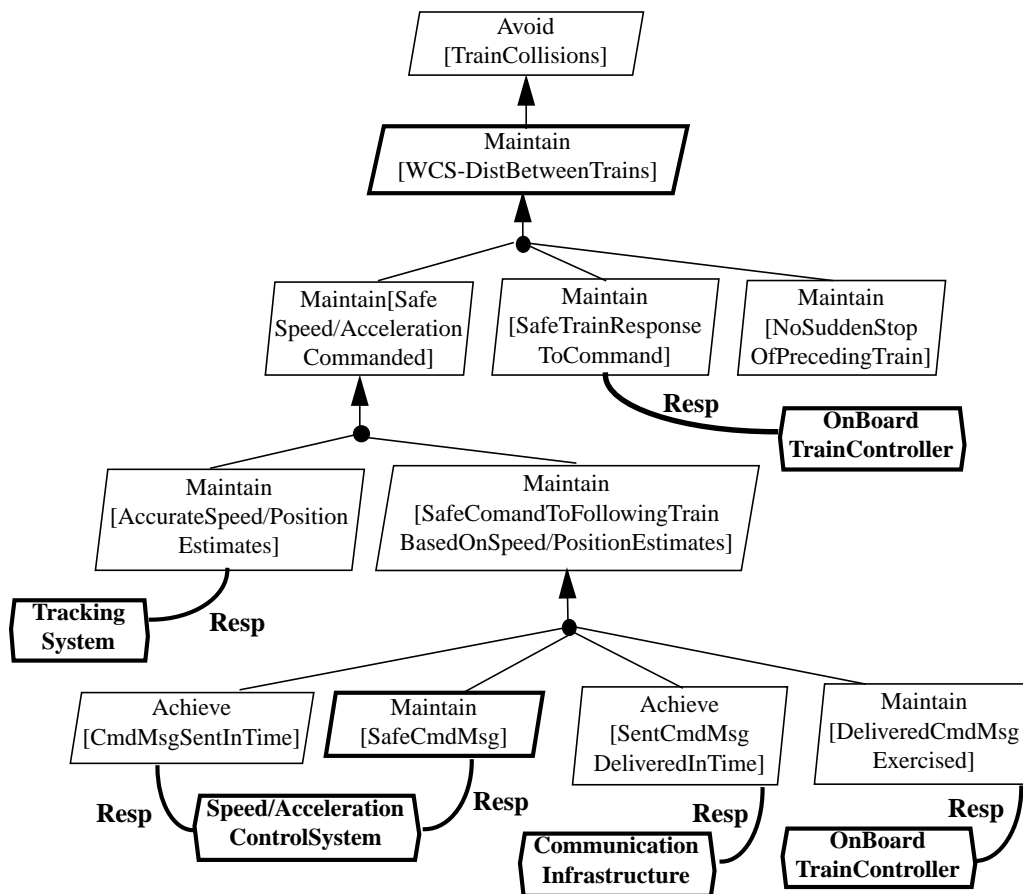 Avoid
[TrainCollisions]
Maintain
[WCS-DistBetweenTrains]
Maintain[Safe
Speed/Acceleration
Commanded]
Maintain
[SafeTrainResponse
ToCommand]
Maintain
[NoSuddenStop
OfPrecedingTrain]
Resp
OnBoard
TrainController
Maintain
[AccurateSpeed/Position
Estimates]
Maintain
[SafeComandToFollowingTrain
BasedOnSpeed/PositionEstimates]
Tracking
System
Resp
Achieve
[CmdMsgSentInTime]
Maintain
[SafeCmdMsg]
Achieve
[SentCmdMsg
DeliveredInTime]
Maintain
[DeliveredCmdMsg
Exercised]
Resp
Speed/Acceleration
ControlSystem
Resp
Resp
Communication
Infrastructure
Resp
OnBoard
TrainController